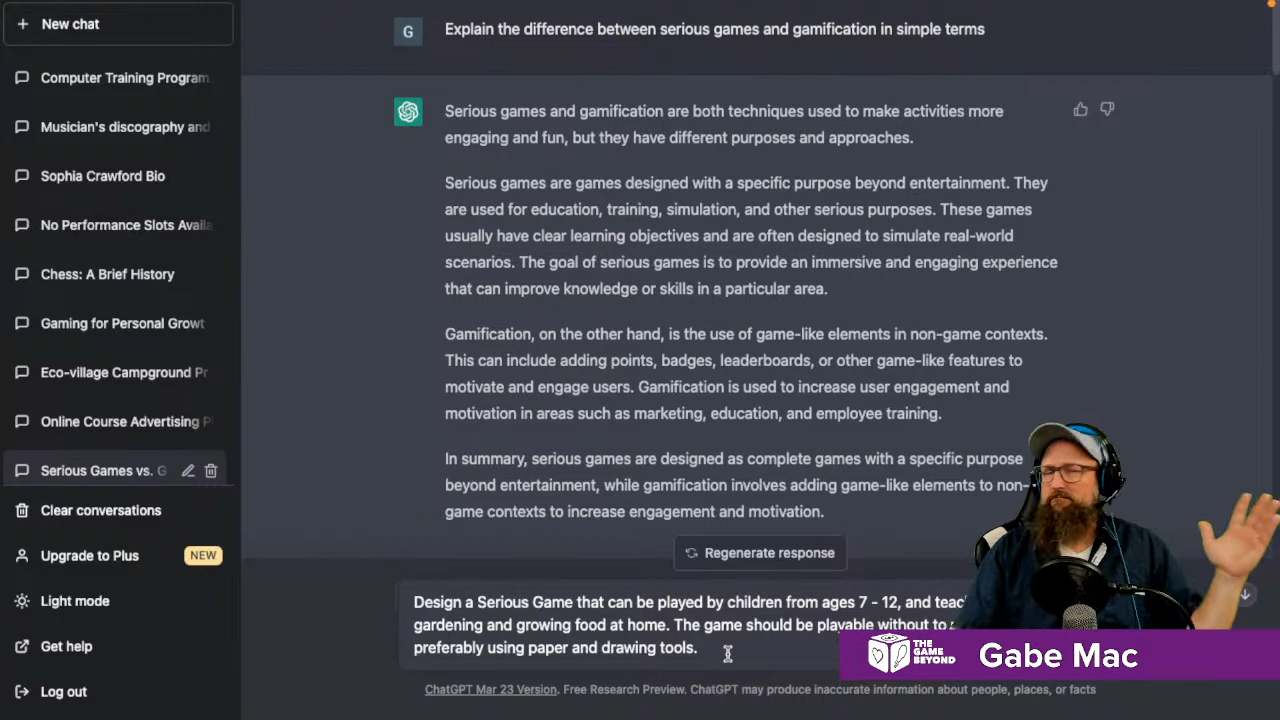 New chat
Computer Training Program
Musician's discography and
Sophia Crawford Bio
No Performance Slots Availa
Chess: A Brief History
Gaming for Personal Growt
Eco-village Campground Pr
Online Course Advertising P
Serious Games vs. G
Clear conversations
Upgrade to Plus NEW
Light mode
Get help
Log out
G Explain the difference between serious games and gamification in simple terms
Serious games and gamification are both techniques used to make activities more
engaging and fun, but they have different purposes and approaches.
Serious games are games designed with a specific purpose beyond entertainment. They
are used for education, training, simulation, and other serious purposes. These games
usually have clear learning objectives and are often designed to simulate real-world
scenarios. The goal of serious games is to provide an immersive and engaging experience
that can improve knowledge or skills in a particular area.
Gamification, on the other hand, is the use of game-like elements in non-game contexts.
This can include adding points, badges, leaderboards, or other game-like features to
motivate and engage users. Gamification is used to increase user engagement and
motivation in areas such as marketing, education, and employee training.
In summary, serious games are designed as complete games with a specific purpose
beyond entertainment, while gamification involves adding game-like elements to non-
game contexts to increase engagement and motivation.
Regenerate response
Design a Serious Game that can be played by children from ages 7 - 12, and teac
gardening and growing food at home. The game should be playable without to
preferably using paper and drawing tools.
THE
GAME
BEYOND
Gabe Mac
ChatGPT Mar 23 Version. Free Research Preview. ChatGPT may produce inaccurate information about people, places, or facts